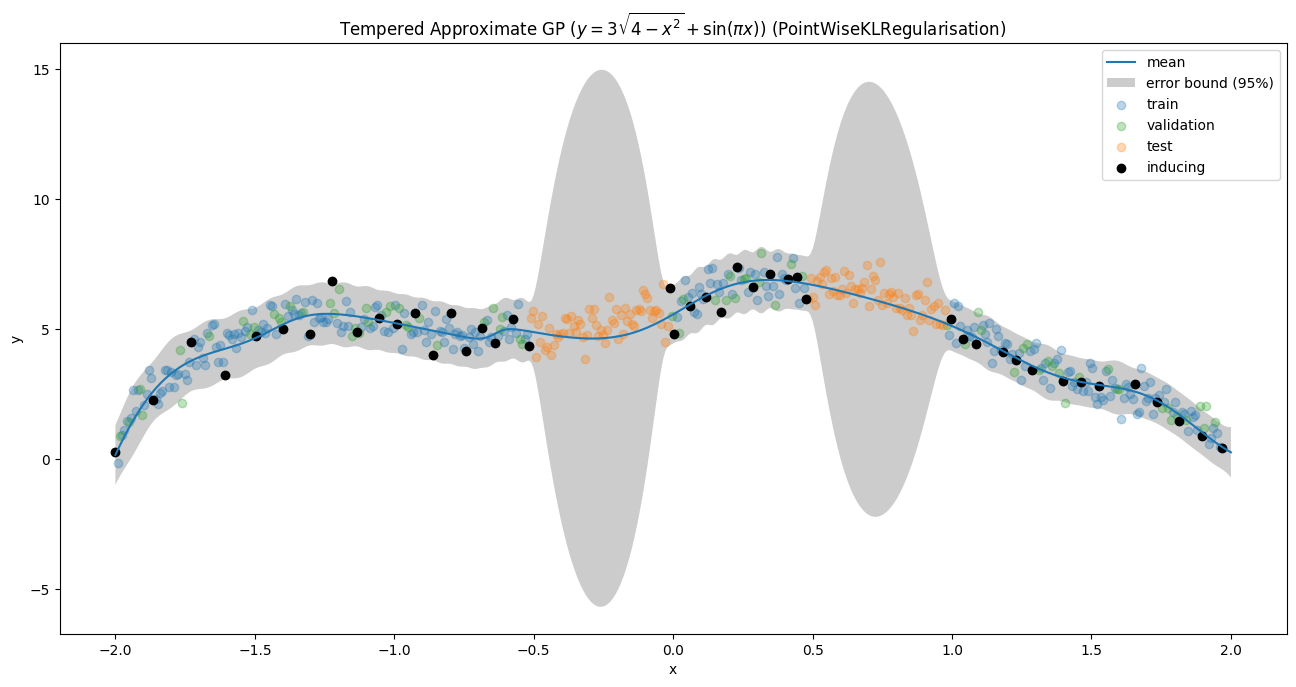 Tempered Approximate GP (y = 3√(4 − x²) + sin(πx)) (PointWiseKLRegularisation)
mean
error bound (95%)
train
validation
test
inducing
15
10
5
0
−5
y
−2.0 −1.5 −1.0 −0.5 0.0 0.5 1.0 1.5 2.0
x